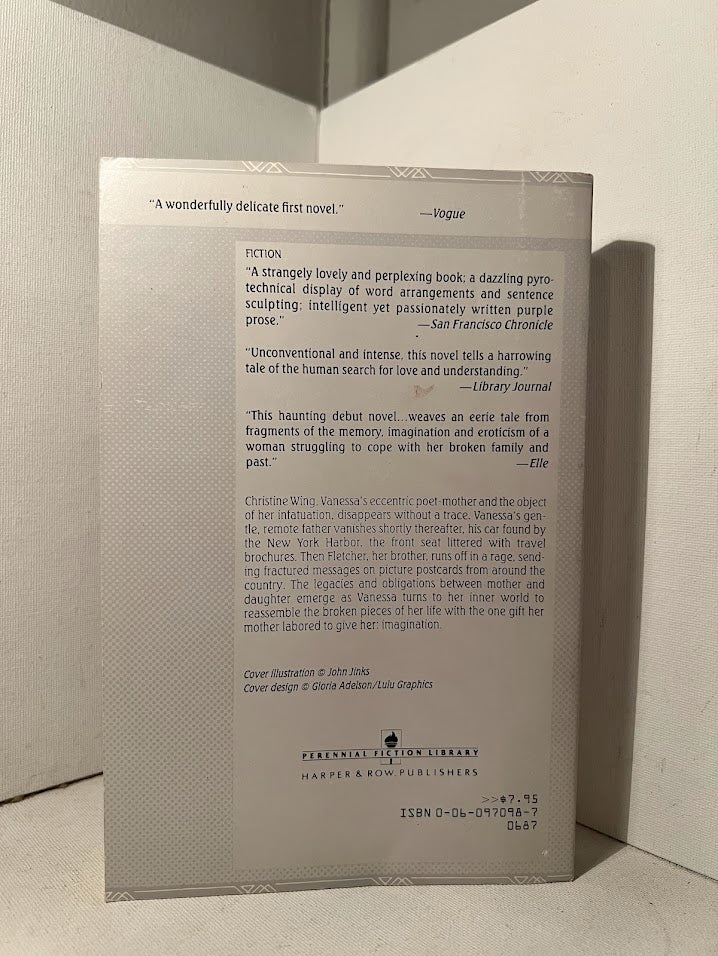 “A wonderfully delicate first novel.”
—Vogue
FICTION
“A strangely lovely and perplexing book; a dazzling pyro-
technical display of word arrangements and sentence
sculpting; intelligent yet passionately written purple
prose.” —San Francisco Chronicle
“Unconventional and intense, this novel tells a harrowing
tale of the human search for love and understanding.”
—Library Journal
“This haunting debut novel...weaves an eerie tale from
fragments of the memory, imagination and eroticism of a
woman struggling to cope with her broken family and
past.” —Elle
Christine Wing, Vanessa's eccentric poet-mother and the object
of her infatuation, disappears without a trace. Vanessa's gen-
tle, remote father vanishes shortly thereafter, his car found by
the New York Harbor, the front seat littered with travel
brochures. Then Fletcher, her brother, runs off in a rage, send-
ing fractured messages on picture postcards from around the
country. The legacies and obligations between mother and
daughter emerge as Vanessa turns to her inner world to
reassemble the broken pieces of her life with the one gift her
mother labored to give her: imagination.
Cover illustration © John Jinks
Cover design © Gloria Adelson/Lulu Graphics
PERENNIAL FICTION LIBRARY
HARPER & ROW, PUBLISHERS
>>$7.95
ISBN 0-06-097098-7
0687